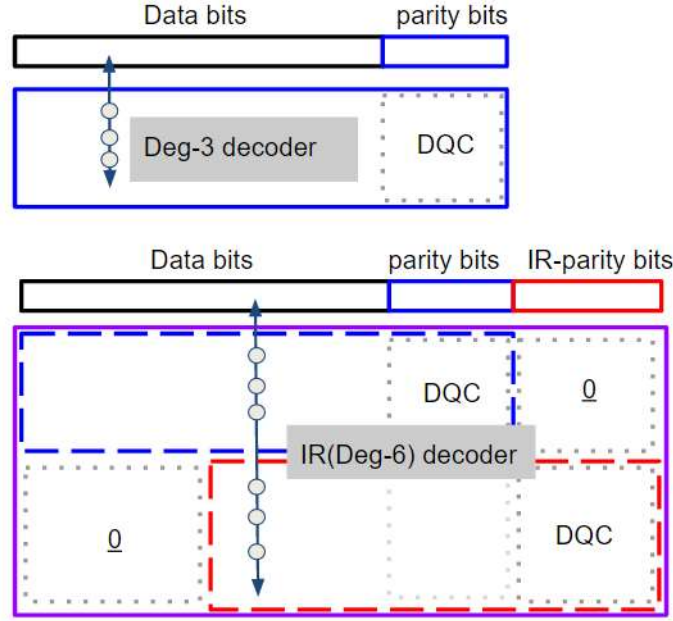 Data bits parity bits
Deg-3 decoder DQC
Data bits parity bits IR-parity bits
DQC 0
IR(Deg-6) decoder
0 DQC